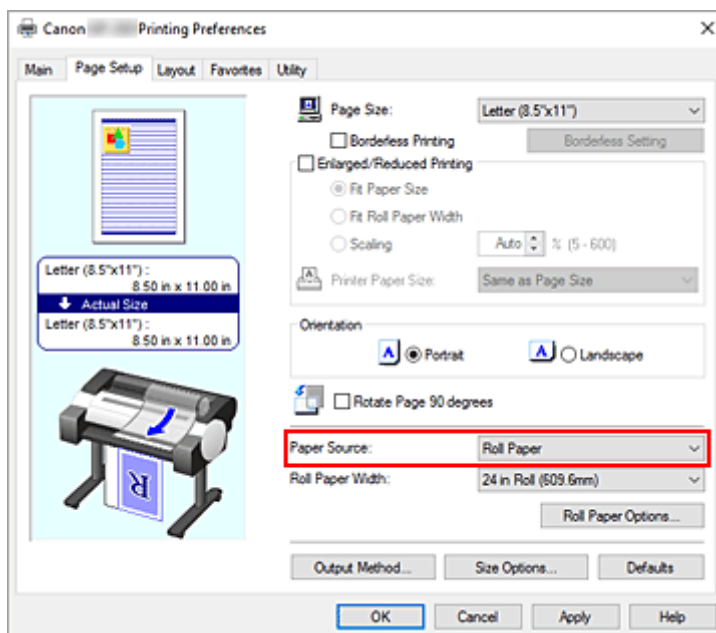 Canon Printing Preferences
Main Page Setup Layout Favorites Utility
Page Size: Letter (8.5"x11")
Borderless Printing Borderless Setting
Enlarged/Reduced Printing
Fit Paper Size
Fit Roll Paper Width
Scaling Auto % (5 - 600)
Printer Paper Size: Same as Page Size
Letter (8.5"x11") :
8.50 in x 11.00 in
Actual Size
Letter (8.5"x11") :
8.50 in x 11.00 in
Orientation
A Portrait A Landscape
Rotate Page 90 degrees
Paper Source: Roll Paper
Roll Paper Width: 24 in Roll (609.6mm)
Roll Paper Options...
R
Output Method... Size Options... Defaults
OK Cancel Apply Help